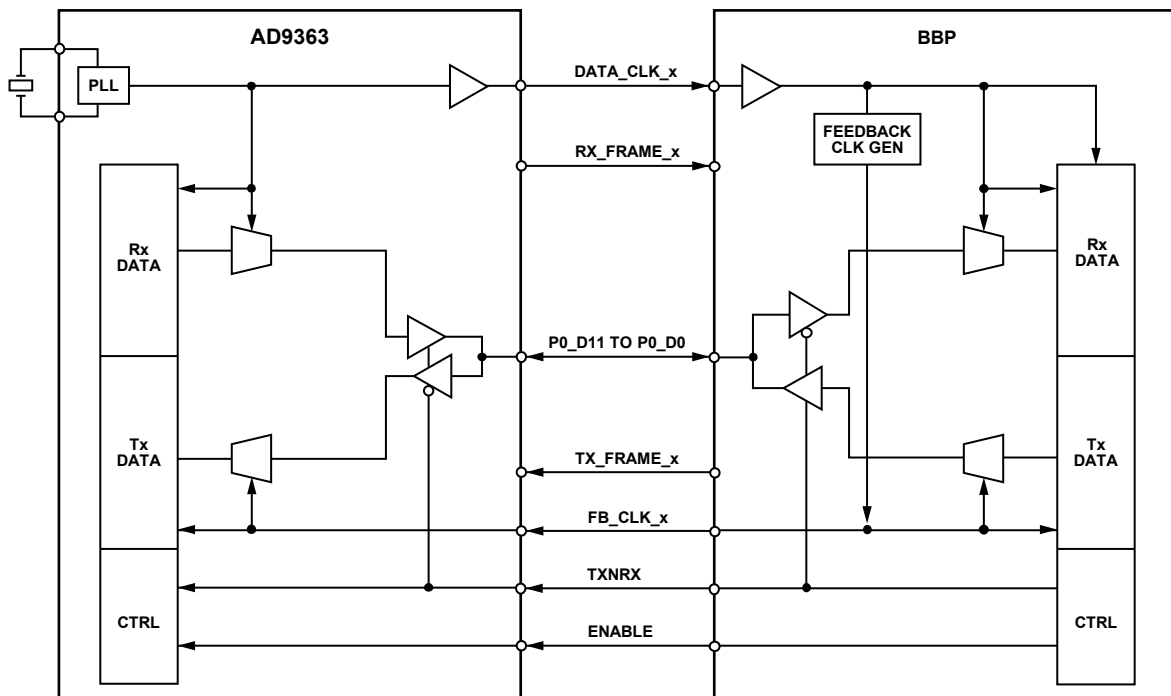 AD9363
BBP
PLL
DATA_CLK_x
FEEDBACK
CLK GEN
RX_FRAME_x
Rx
DATA
Rx
DATA
P0_D11 TO P0_D0
Tx
DATA
Tx
DATA
TX_FRAME_x
FB_CLK_x
TXNRX
CTRL
CTRL
ENABLE